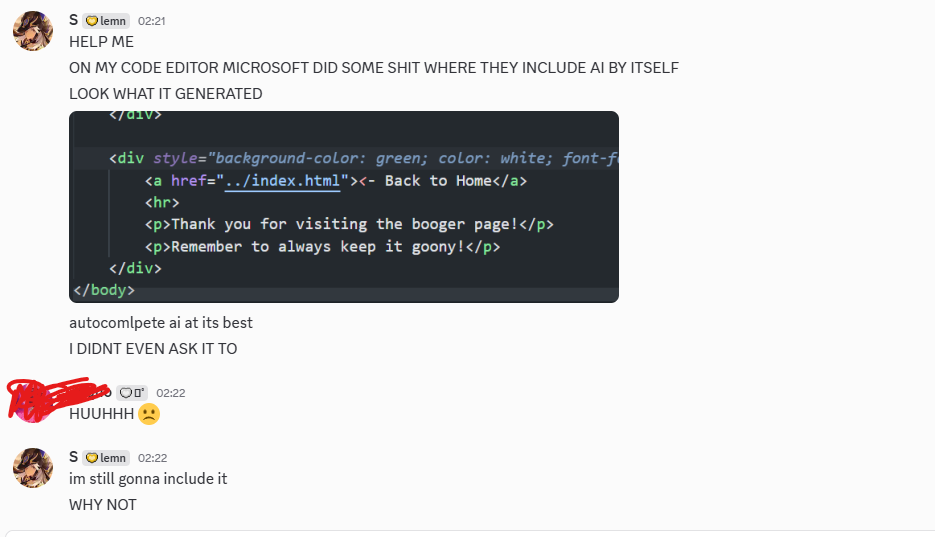 S lemn 02:21
HELP ME
ON MY CODE EDITOR MICROSOFT DID SOME SHIT WHERE THEY INCLUDE AI BY ITSELF
LOOK WHAT IT GENERATED
</div>
<div style="background-color: green; color: white; font-f
<a href="../index.html"><- Back to Home</a>
<hr>
<p>Thank you for visiting the booger page!</p>
<p>Remember to always keep it goony!</p>
</div>
</body>
autocomlpete ai at its best
I DIDNT EVEN ASK IT TO
02:22
HUUHHH 🙁
S lemn 02:22
im still gonna include it
WHY NOT